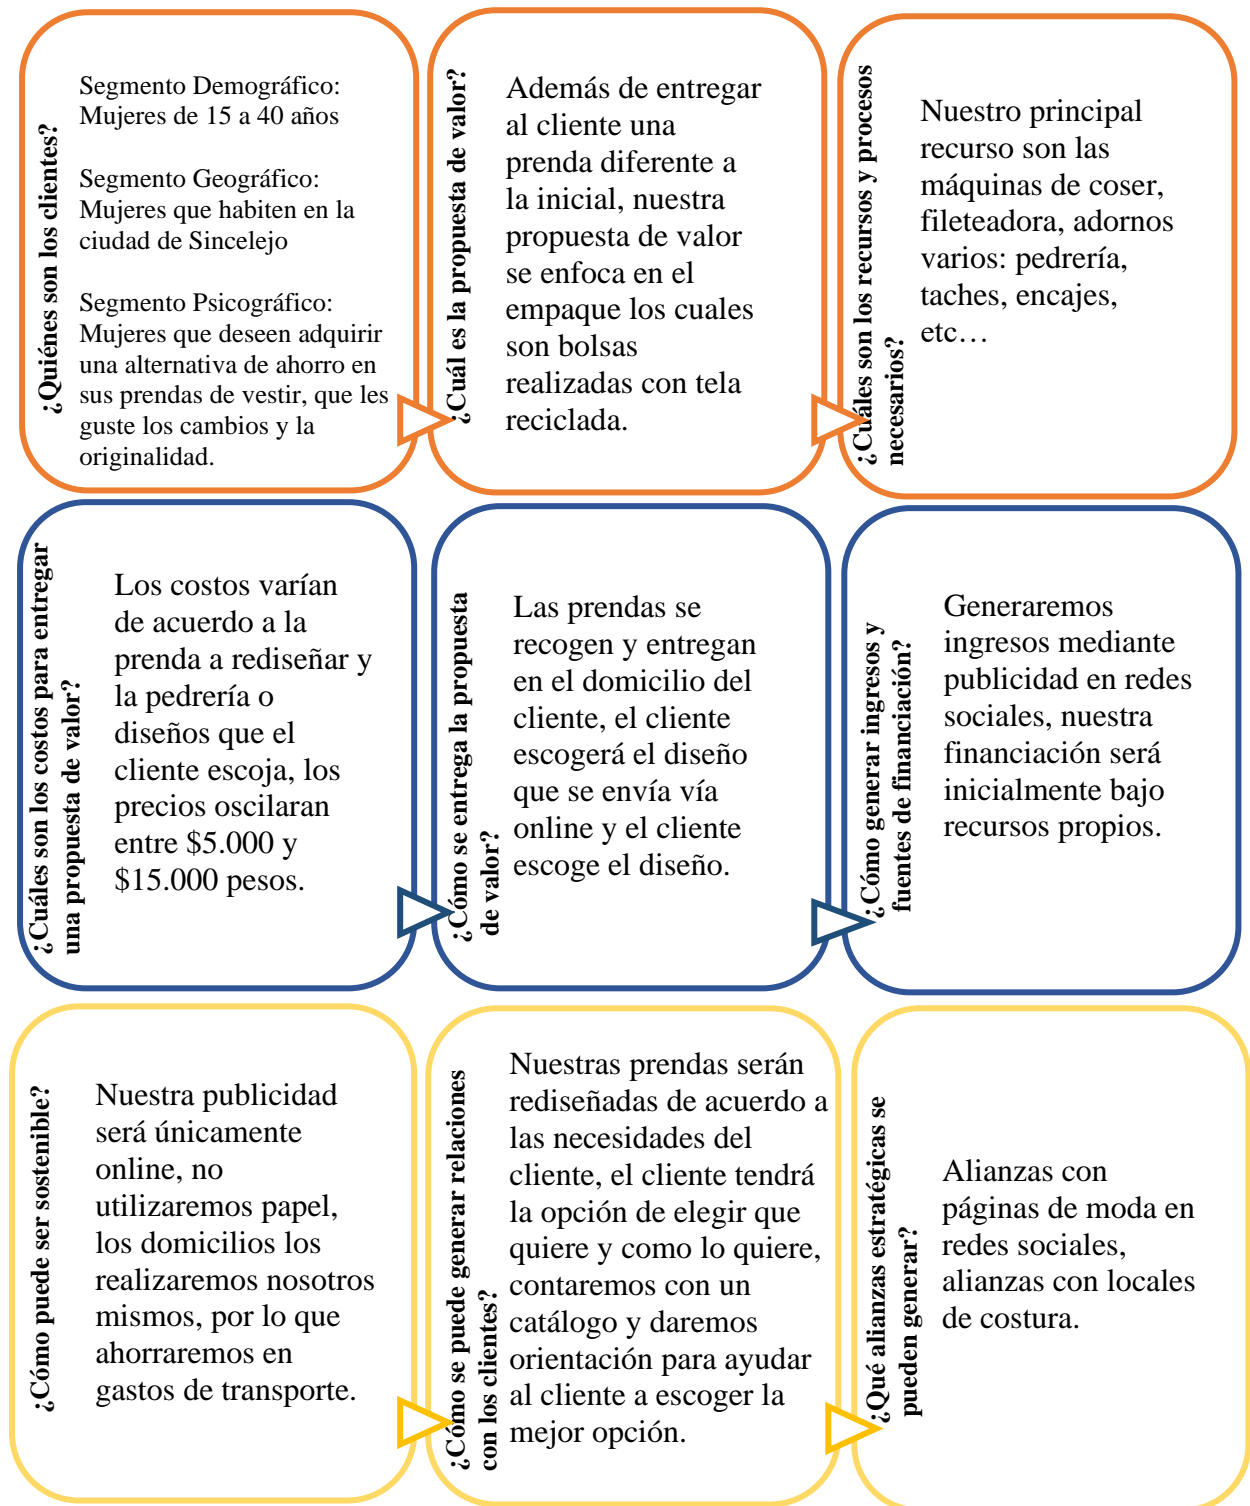 ¿Quiénes son los clientes?
Segmento Demográfico:
Mujeres de 15 a 40 años
Segmento Geográfico:
Mujeres que habiten en la
ciudad de Sincelejo
Segmento Psicográfico:
Mujeres que deseen adquirir
una alternativa de ahorro en
sus prendas de vestir, que les
guste los cambios y la
originalidad.
¿Cuál es la propuesta de valor?
Además de entregar
al cliente una
prenda diferente a
la inicial, nuestra
propuesta de valor
se enfoca en el
empaque los cuales
son bolsas
realizadas con tela
reciclada.
¿Cuáles son los recursos y procesos
necesarios?
Nuestro principal
recurso son las
máquinas de coser,
fileteadora, adornos
varios: pedrería,
taches, encajes,
etc…
¿Cuáles son los costos para entregar
una propuesta de valor?
Los costos varían
de acuerdo a la
prenda a rediseñar y
la pedrería o
diseños que el
cliente escoja, los
precios oscilaran
entre $5.000 y
$15.000 pesos.
¿Cómo se entrega la propuesta
de valor?
Las prendas se
recogen y entregan
en el domicilio del
cliente, el cliente
escogerá el diseño
que se envía vía
online y el cliente
escoge el diseño.
¿Cómo generar ingresos y
fuentes de financiación?
Generaremos
ingresos mediante
publicidad en redes
sociales, nuestra
financiación será
inicialmente bajo
recursos propios.
¿Cómo puede ser sostenible?
Nuestra publicidad
será únicamente
online, no
utilizaremos papel,
los domicilios los
realizaremos nosotros
mismos, por lo que
ahorraremos en
gastos de transporte.
¿Cómo se puede generar relaciones
con los clientes?
Nuestras prendas serán
rediseñadas de acuerdo a
las necesidades del
cliente, el cliente tendrá
la opción de elegir que
quiere y como lo quiere,
contaremos con un
catálogo y daremos
orientación para ayudar
al cliente a escoger la
mejor opción.
¿Qué alianzas estratégicas se
pueden generar?
Alianzas con
páginas de moda en
redes sociales,
alianzas con locales
de costura.